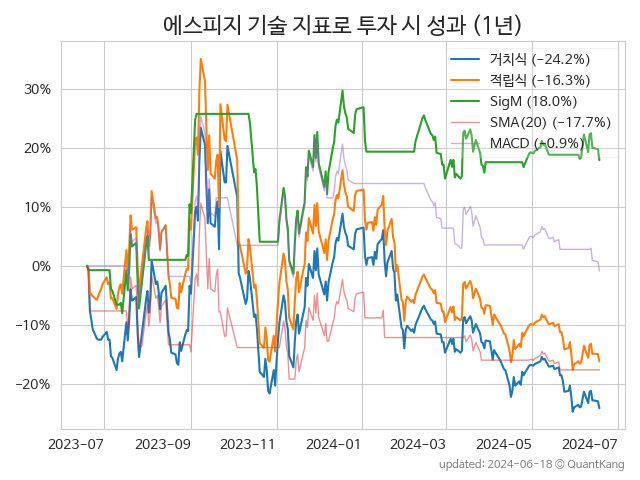 에스피지 기술 지표로 투자 시 성과 (1년)
거치식 (−24.2%)
적립식 (−16.3%)
SigM (18.0%)
SMA(20) (−17.7%)
MACD (−0.9%)
30%
20%
10%
0%
−10%
−20%
2023-07
2023-09
2023-11
2024-01
2024-03
2024-05
2024-07
updated: 2024-06-18 © QuantKang